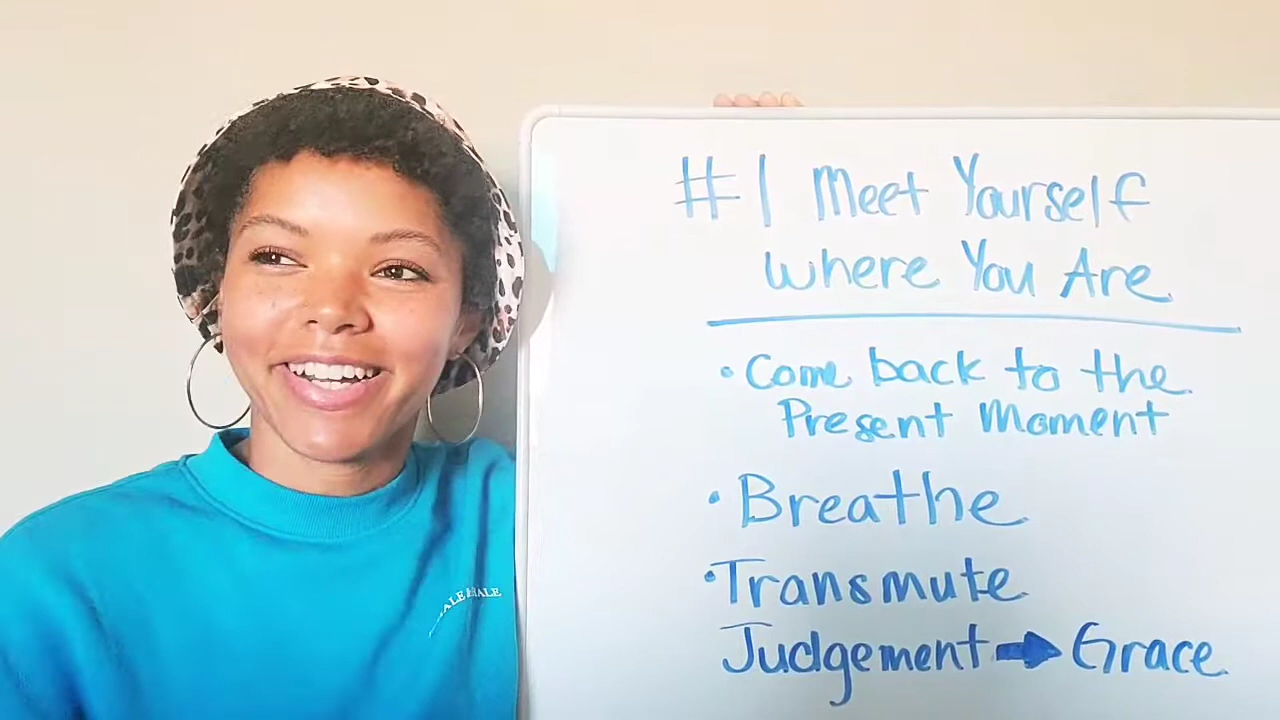 #1 Meet Yourself
Where You Are
• Come back to the
Present Moment
• Breathe
• Transmute
Judgement ➡ Grace